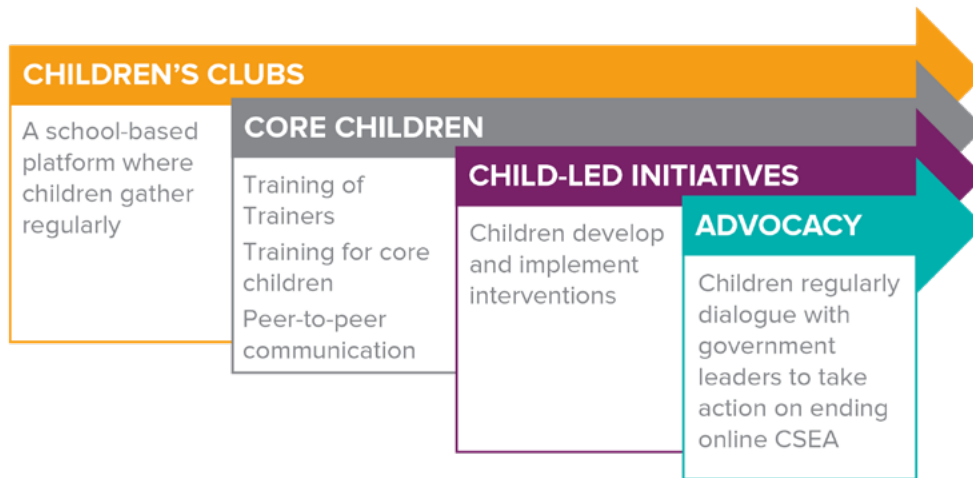 CHILDREN'S CLUBS
A school-based
platform where
children gather
regularly
CORE CHILDREN
Training of
Trainers
Training for core
children
Peer-to-peer
communication
CHILD-LED INITIATIVES
Children develop
and implement
interventions
ADVOCACY
Children regularly
dialogue with
government
leaders to take
action on ending
online CSEA